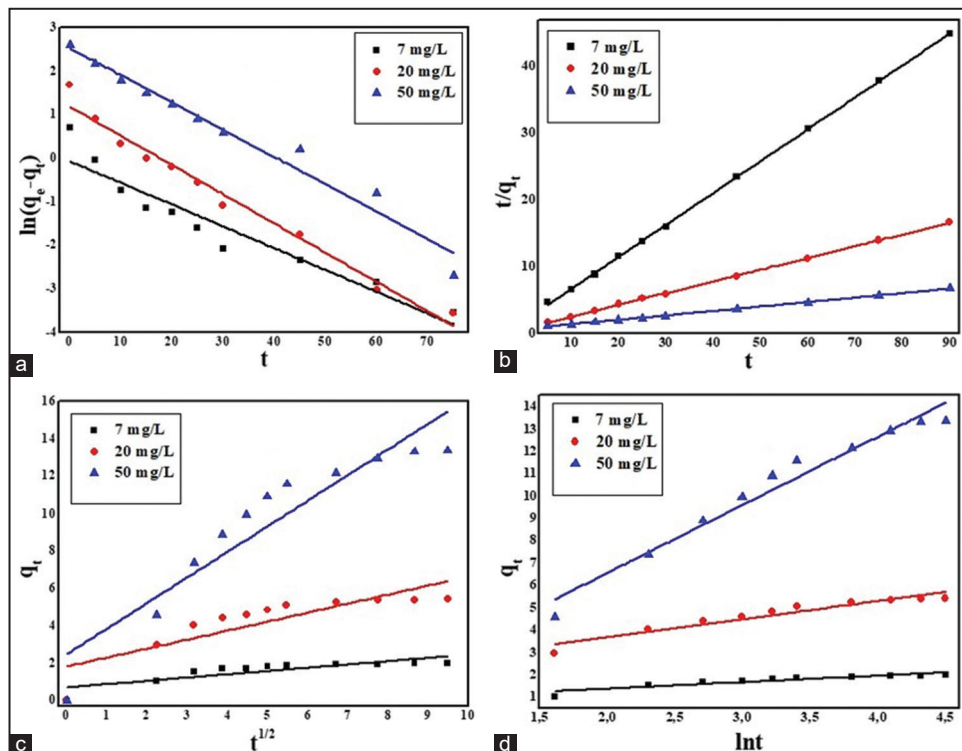 3
2
1
0
-1
-2
-3
-4
ln(qe-qt)
7 mg/L
20 mg/L
50 mg/L
0 10 20 30 40 50 60 70
t
a
40
30
20
10
0
t/qt
7 mg/L
20 mg/L
50 mg/L
10 20 30 40 50 60 70 80 90
t
b
16
14
12
10
8
6
4
2
0
qt
7 mg/L
20 mg/L
50 mg/L
0 1 2 3 4 5 6 7 8 9 10
t1/2
c
14
13
12
11
10
9
8
7
6
5
4
3
2
1
qt
7 mg/L
20 mg/L
50 mg/L
1,5 2,0 2,5 3,0 3,5 4,0 4,5
lnt
d